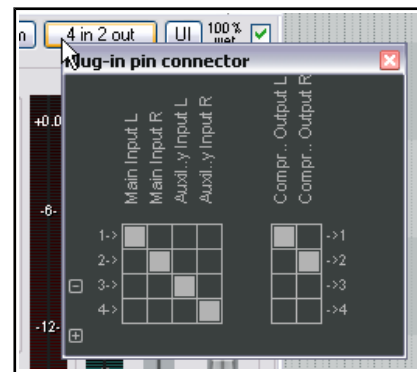 4 in 2 out
UI
100%
wet
Plug-in pin connector
Main Input L
Main Input R
Auxil..y Input L
Auxil..y Input R
Compr.. Output L
Compr.. Output R
+0.0
-6-
-12-
1->
2->
3->
4->
->1
->2
->3
->4